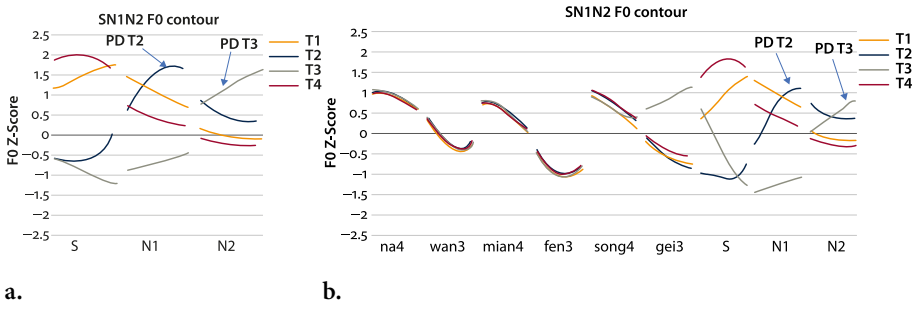 SN1N2 F0 contour
PD T2
PD T3
T1
T2
T3
T4
F0 Z-Score
2.5
2
1.5
1
0.5
0
−0.5
−1
−1.5
−2
−2.5
S N1 N2
a.
SN1N2 F0 contour
PD T2
PD T3
T1
T2
T3
T4
F0 Z-Score
2.5
2
1.5
1
0.5
0
−0.5
−1
−1.5
−2
−2.5
na4 wan3 mian4 fen3 song4 gei3 S N1 N2
b.